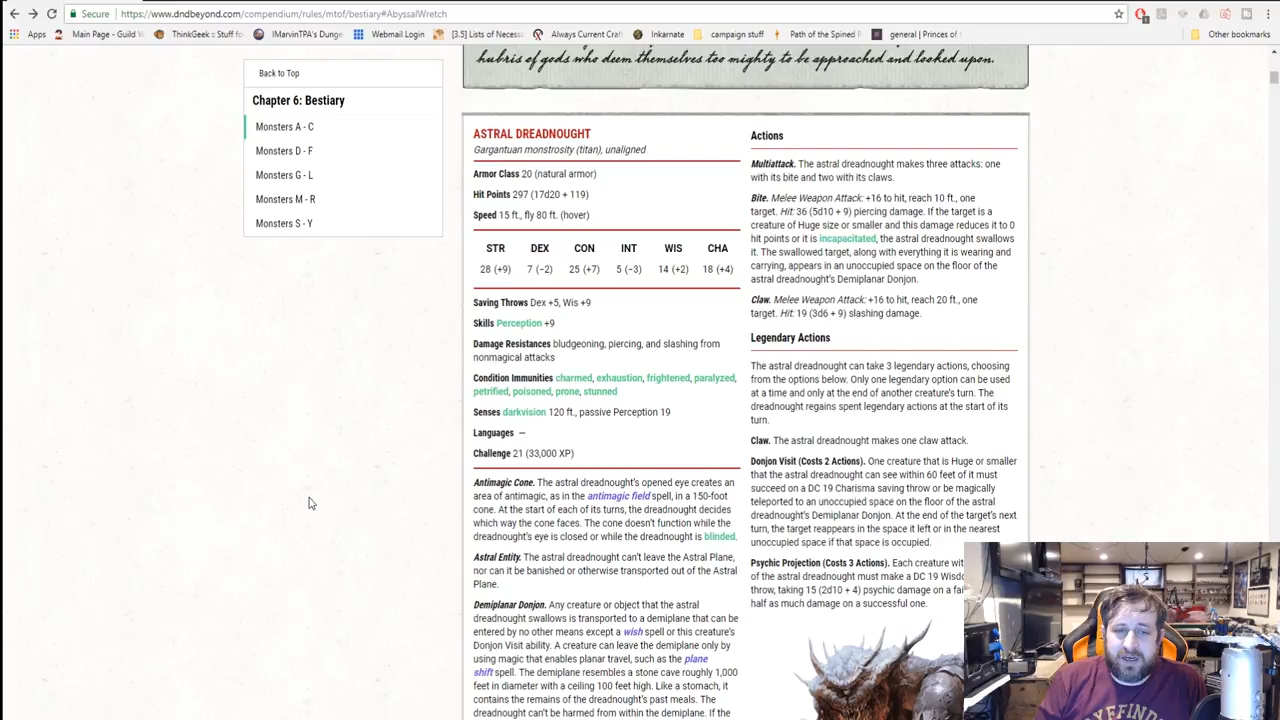 Secure
https://www.dndbeyond.com/compendium/rules/mtof/bestiary#AbyssalWretch
Apps
Main Page - Guild W
ThinkGeek :: Stuff fo
IMarvinTPA's Dunge
Webmail Login
[3.5] Lists of Necess
Always Current Craf
Inkarnate
campaign stuff
Path of the Spined R
general | Princes of t
Other bookmarks
hubris of gods who deem themselves too mighty to be approached and looked upon.
Back to Top
Chapter 6: Bestiary
Monsters A - C
Monsters D - F
Monsters G - L
Monsters M - R
Monsters S - Y
ASTRAL DREADNOUGHT
Gargantuan monstrosity (titan), unaligned
Armor Class 20 (natural armor)
Hit Points 297 (17d20 + 119)
Speed 15 ft., fly 80 ft. (hover)
STR DEX CON INT WIS CHA
28 (+9) 7 (−2) 25 (+7) 5 (−3) 14 (+2) 18 (+4)
Saving Throws Dex +5, Wis +9
Skills Perception +9
Damage Resistances bludgeoning, piercing, and slashing from
nonmagical attacks
Condition Immunities charmed, exhaustion, frightened, paralyzed,
petrified, poisoned, prone, stunned
Senses darkvision 120 ft., passive Perception 19
Languages —
Challenge 21 (33,000 XP)
Antimagic Cone. The astral dreadnought's opened eye creates an
area of antimagic, as in the antimagic field spell, in a 150-foot
cone. At the start of each of its turns, the dreadnought decides
which way the cone faces. The cone doesn't function while the
dreadnought's eye is closed or while the dreadnought is blinded.
Astral Entity. The astral dreadnought can't leave the Astral Plane,
nor can it be banished or otherwise transported out of the Astral
Plane.
Demiplanar Donjon. Any creature or object that the astral
dreadnought swallows is transported to a demiplane that can be
entered by no other means except a wish spell or this creature's
Donjon Visit ability. A creature can leave the demiplane only by
using magic that enables planar travel, such as the plane
shift spell. The demiplane resembles a stone cave roughly 1,000
feet in diameter with a ceiling 100 feet high. Like a stomach, it
contains the remains of the dreadnought's past meals. The
dreadnought can't be harmed from within the demiplane. If the
Actions
Multiattack. The astral dreadnought makes three attacks: one
with its bite and two with its claws.
Bite. Melee Weapon Attack: +16 to hit, reach 10 ft., one
target. Hit: 36 (5d10 + 9) piercing damage. If the target is a
creature of Huge size or smaller and this damage reduces it to 0
hit points or it is incapacitated, the astral dreadnought swallows
it. The swallowed target, along with everything it is wearing and
carrying, appears in an unoccupied space on the floor of the
astral dreadnought's Demiplanar Donjon.
Claw. Melee Weapon Attack: +16 to hit, reach 20 ft., one
target. Hit: 19 (3d6 + 9) slashing damage.
Legendary Actions
The astral dreadnought can take 3 legendary actions, choosing
from the options below. Only one legendary option can be used
at a time and only at the end of another creature's turn. The
dreadnought regains spent legendary actions at the start of its
turn.
Claw. The astral dreadnought makes one claw attack.
Donjon Visit (Costs 2 Actions). One creature that is Huge or smaller
that the astral dreadnought can see within 60 feet of it must
succeed on a DC 19 Charisma saving throw or be magically
teleported to an unoccupied space on the floor of the astral
dreadnought's Demiplanar Donjon. At the end of the target's next
turn, the target reappears in the space it left or in the nearest
unoccupied space if that space is occupied.
Psychic Projection (Costs 3 Actions). Each creature wit
of the astral dreadnought must make a DC 19 Wisdo
throw, taking 15 (2d10 + 4) psychic damage on a fai
half as much damage on a successful one.